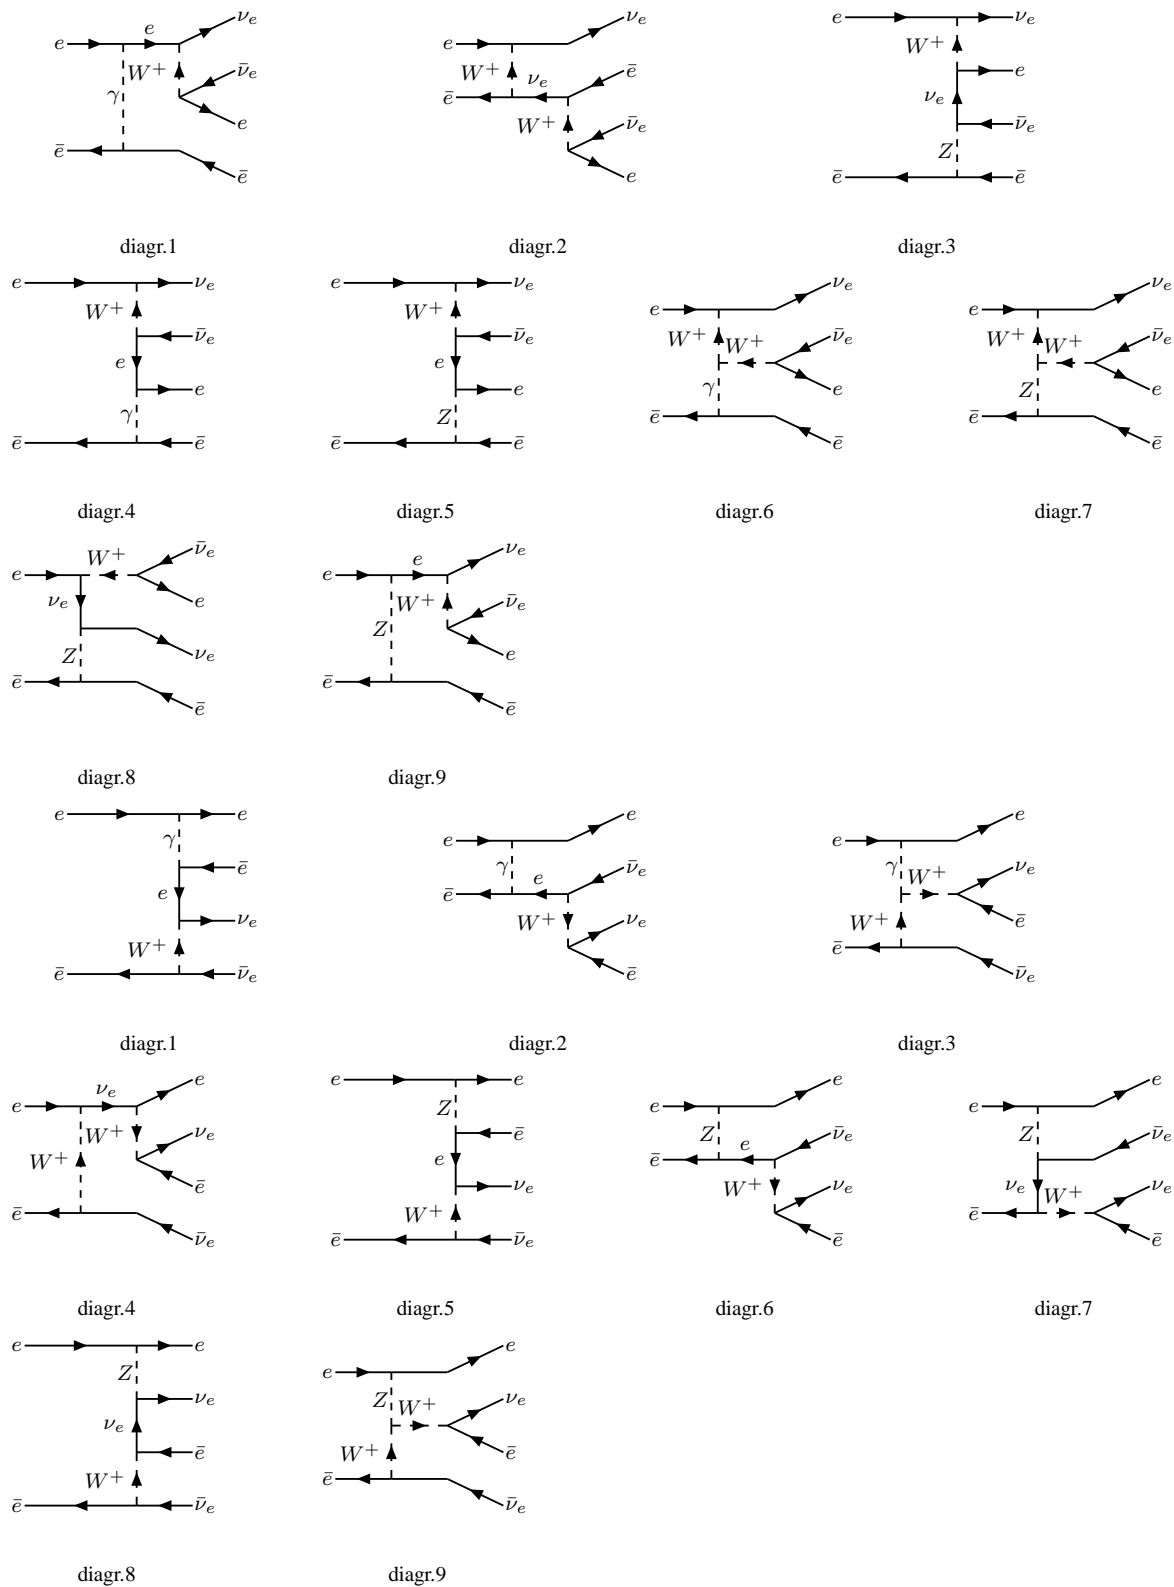 e e ν_e W⁺ ν̄_e γ e ē ē
e ν_e W⁺ ν_e ē ē W⁺ ν̄_e e
e ν_e W⁺ e ν_e ν̄_e Z ē ē
diagr.1 diagr.2 diagr.3
e ν_e W⁺ ν̄_e e e γ ē ē
e ν_e W⁺ ν̄_e e e Z ē ē
e ν_e W⁺ W⁺ ν̄_e γ e ē ē
e ν_e W⁺ W⁺ ν̄_e Z e ē ē
diagr.4 diagr.5 diagr.6 diagr.7
e W⁺ ν̄_e ν_e e Z ν_e ē ē
e e ν_e W⁺ ν̄_e Z e ē ē
diagr.8 diagr.9
e e γ ē e ν_e W⁺ ē ν̄_e
e e γ e ν̄_e ē W⁺ ν_e ē
e e γ W⁺ ν_e W⁺ ē ē ν̄_e
diagr.1 diagr.2 diagr.3
e ν_e e W⁺ W⁺ ν_e ē ē ν̄_e
e e Z ē e ν_e W⁺ ē ν̄_e
e e Z e ν̄_e ē W⁺ ν_e ē
e e Z ν̄_e ν_e W⁺ ν_e ē ē
diagr.4 diagr.5 diagr.6 diagr.7
e e Z ν_e ν_e ē W⁺ ē ν̄_e
e e Z W⁺ ν_e W⁺ ē ē ν̄_e
diagr.8 diagr.9